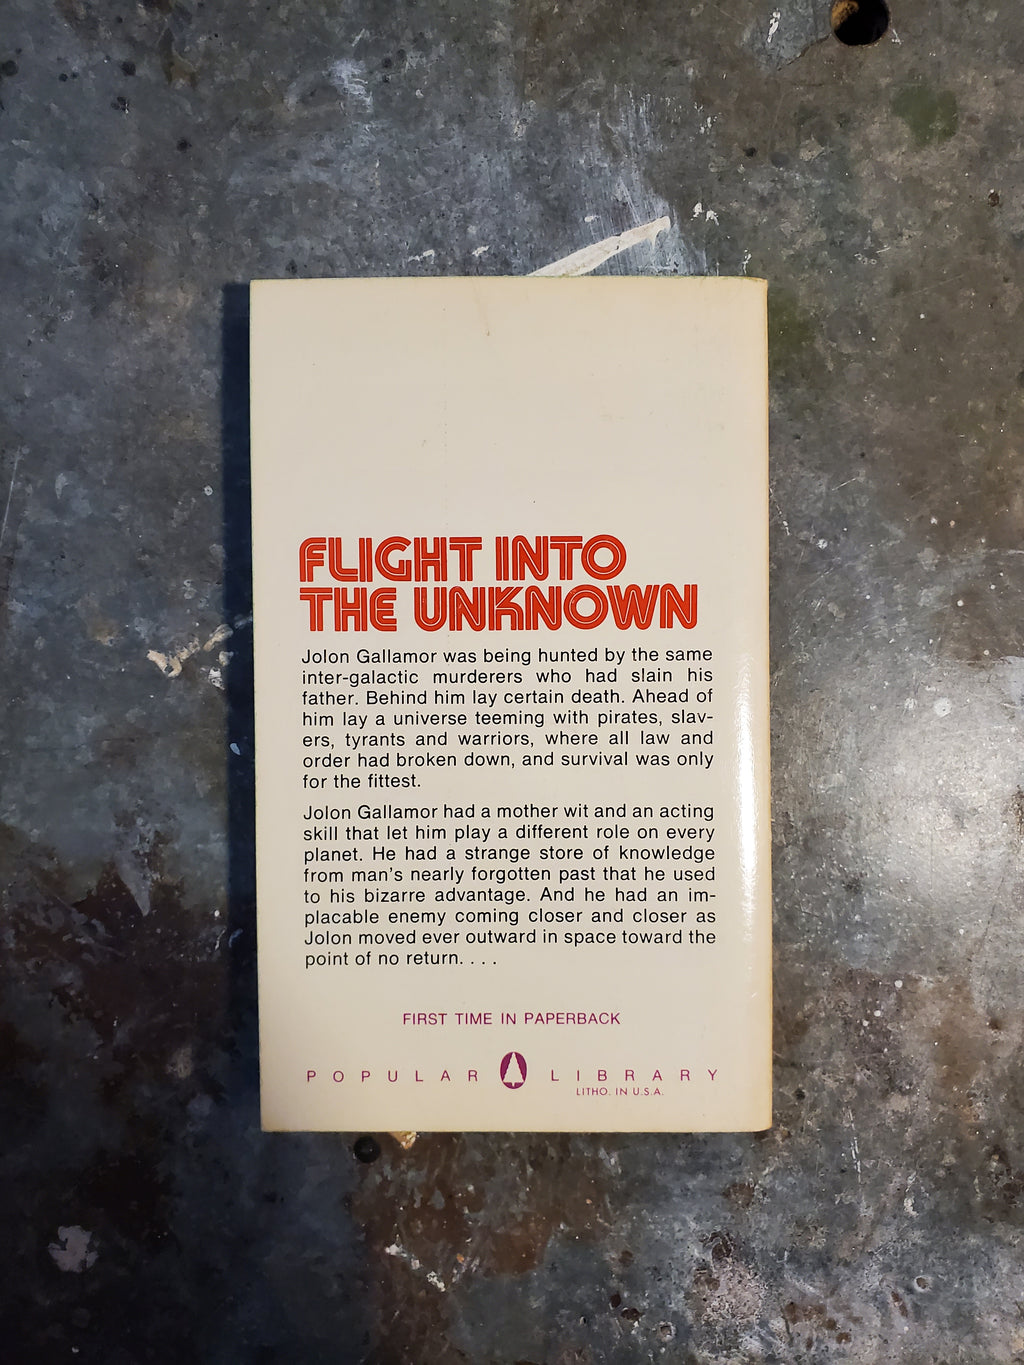 FLIGHT INTO
THE UNKNOWN
Jolon Gallamor was being hunted by the same
inter-galactic murderers who had slain his
father. Behind him lay certain death. Ahead of
him lay a universe teeming with pirates, slav-
ers, tyrants and warriors, where all law and
order had broken down, and survival was only
for the fittest.
Jolon Gallamor had a mother wit and an acting
skill that let him play a different role on every
planet. He had a strange store of knowledge
from man's nearly forgotten past that he used
to his bizarre advantage. And he had an im-
placable enemy coming closer and closer as
Jolon moved ever outward in space toward the
point of no return. . . .
FIRST TIME IN PAPERBACK
POPULAR LIBRARY
LITHO. IN U.S.A.